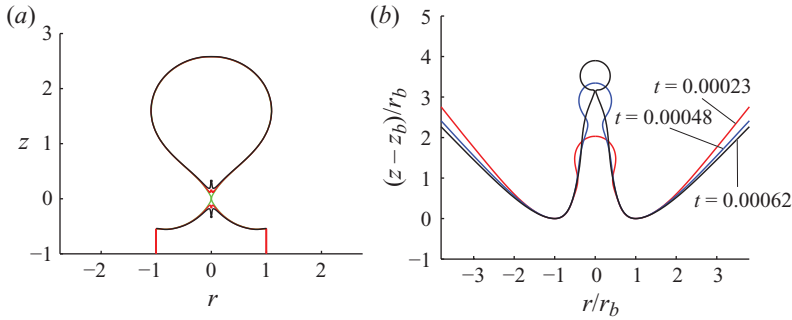 (a)
3
2
z
1
0
−1
−2
−1
0
1
2
r
(b)
5
4
3
(z − z_b)/r_b
2
1
0
−1
t = 0.00023
t = 0.00048
t = 0.00062
−3
−2
−1
0
1
2
3
r/r_b